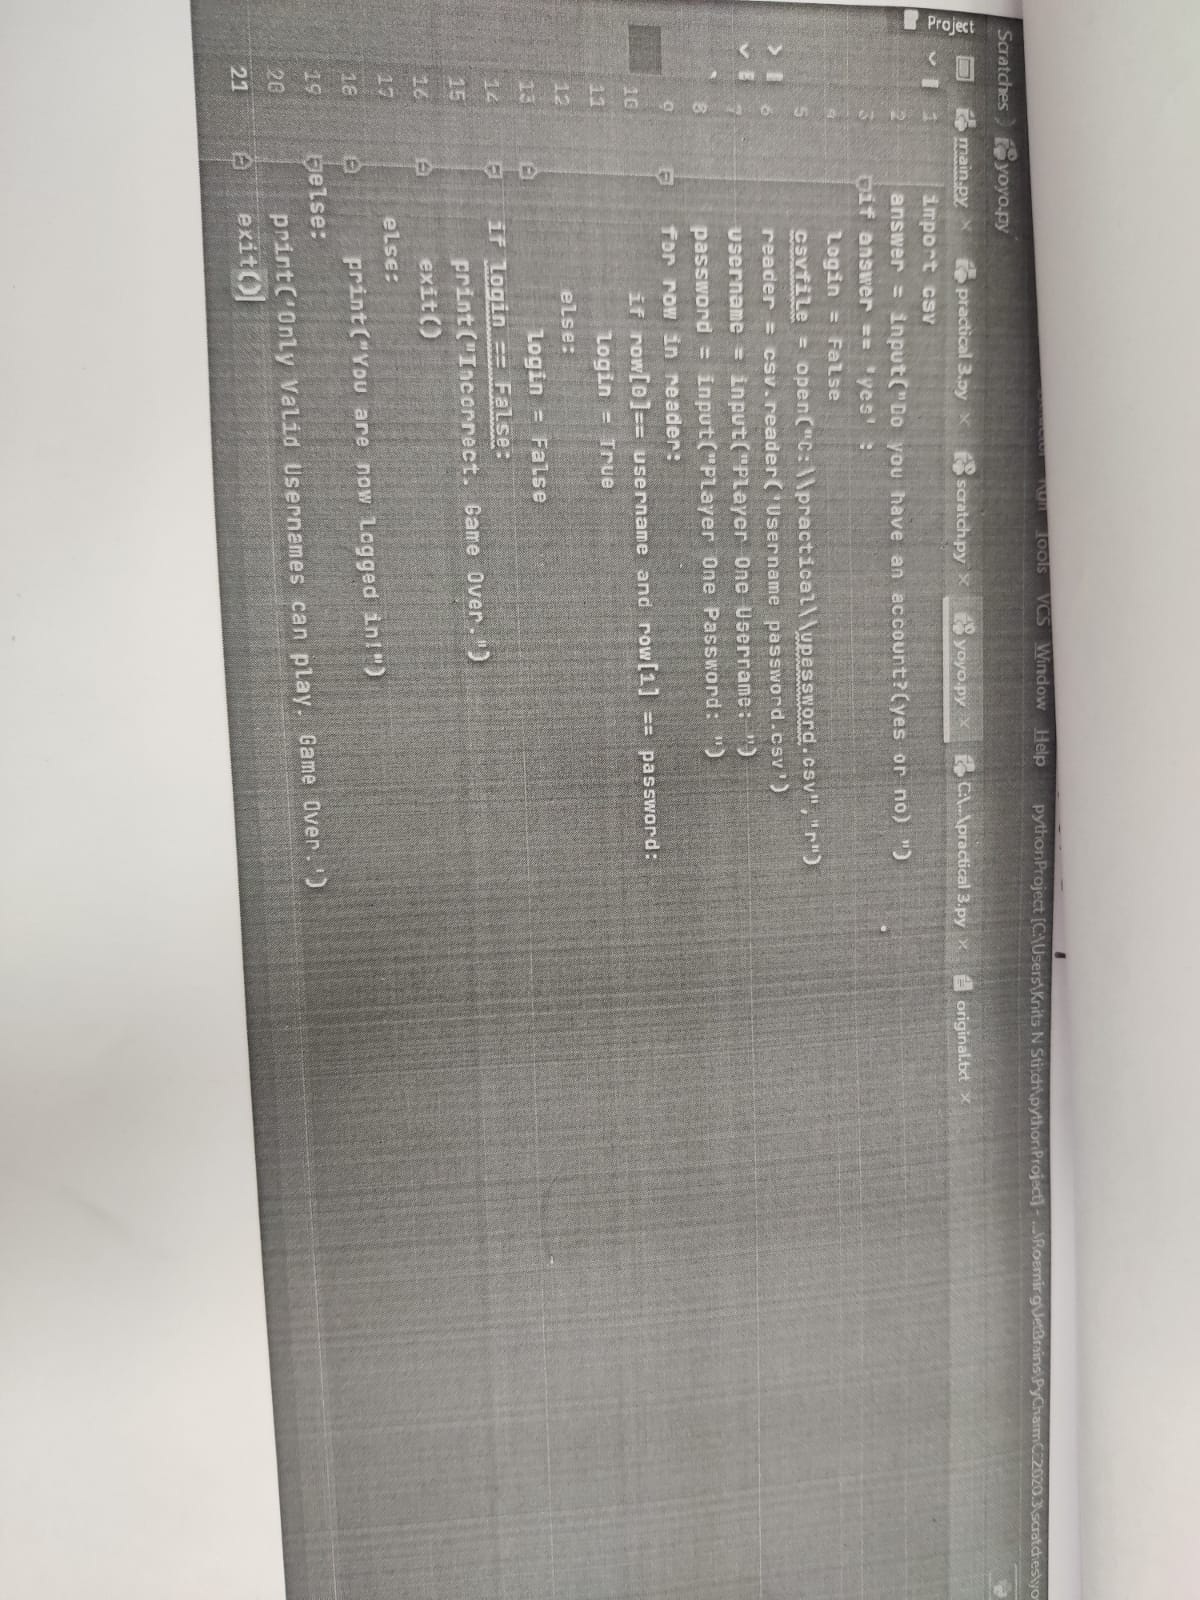 Run Tools VCS Window Help pythonProject [C:\Users\Knits N Stitch\pythonProject] - ...\Roaming\JetBrains\PyCharmCE2020.3\scratches\yo
Scratches yoyo.py
Project main.py practical 3.py scratch.py yoyo.py C:\...\practical 3.py original.txt
1 import csv
2 answer = input("Do you have an account?(yes or no) ")
3 if answer == 'yes' :
4 login = False
5 csvfile = open("C:\\practical\\upassword.csv","r")
6 reader = csv.reader('Username password.csv')
7 username = input("Player One Username: ")
8 password = input("Player One Password: ")
9 for row in reader:
10 if row[0]== username and row[1] == password:
11 login = True
12 else:
13 login = False
14 if login == False:
15 print("Incorrect. Game Over.")
16 exit()
17 else:
18 print("You are now logged in!")
19 else:
20 print('Only Valid Usernames can play. Game Over.')
21 exit()